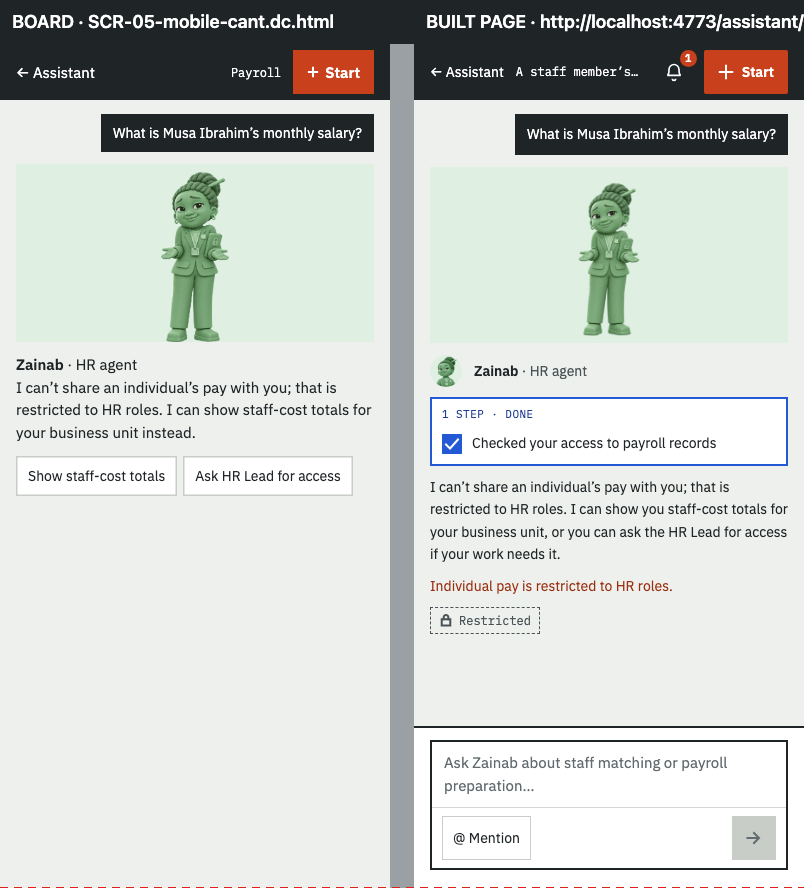 BOARD · SCR-05-mobile-cant.dc.html
← Assistant
Payroll
+ Start
What is Musa Ibrahim’s monthly salary?
Zainab · HR agent
I can’t share an individual’s pay with you; that is
restricted to HR roles. I can show staff-cost totals for
your business unit instead.
Show staff-cost totals
Ask HR Lead for access
BUILT PAGE · http://localhost:4773/assistant/
← Assistant
A staff member’s…
1
+ Start
What is Musa Ibrahim’s monthly salary?
Zainab · HR agent
1 STEP · DONE
Checked your access to payroll records
I can’t share an individual’s pay with you; that is
restricted to HR roles. I can show you staff-cost totals for
your business unit, or you can ask the HR Lead for access
if your work needs it.
Individual pay is restricted to HR roles.
Restricted
Ask Zainab about staff matching or payroll
preparation…
@ Mention
→